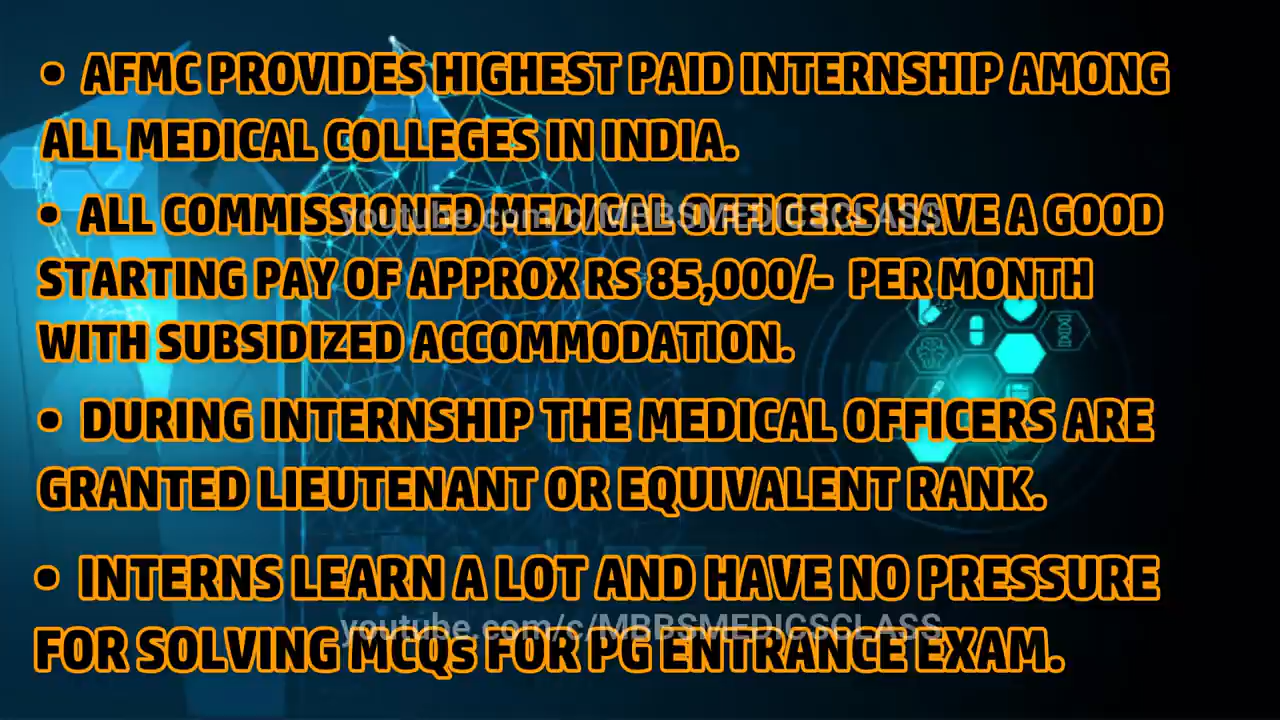 • AFMC PROVIDES HIGHEST PAID INTERNSHIP AMONG
ALL MEDICAL COLLEGES IN INDIA.
• ALL COMMISSIONED MEDICAL OFFICERS HAVE A GOOD
youtube.com/c/MBBSMEDICSCLASS
STARTING PAY OF APPROX RS 85,000/- PER MONTH
WITH SUBSIDIZED ACCOMMODATION.
• DURING INTERNSHIP THE MEDICAL OFFICERS ARE
GRANTED LIEUTENANT OR EQUIVALENT RANK.
• INTERNS LEARN A LOT AND HAVE NO PRESSURE
youtube.com/c/MBBSMEDICSCLASS
FOR SOLVING MCQs FOR PG ENTRANCE EXAM.